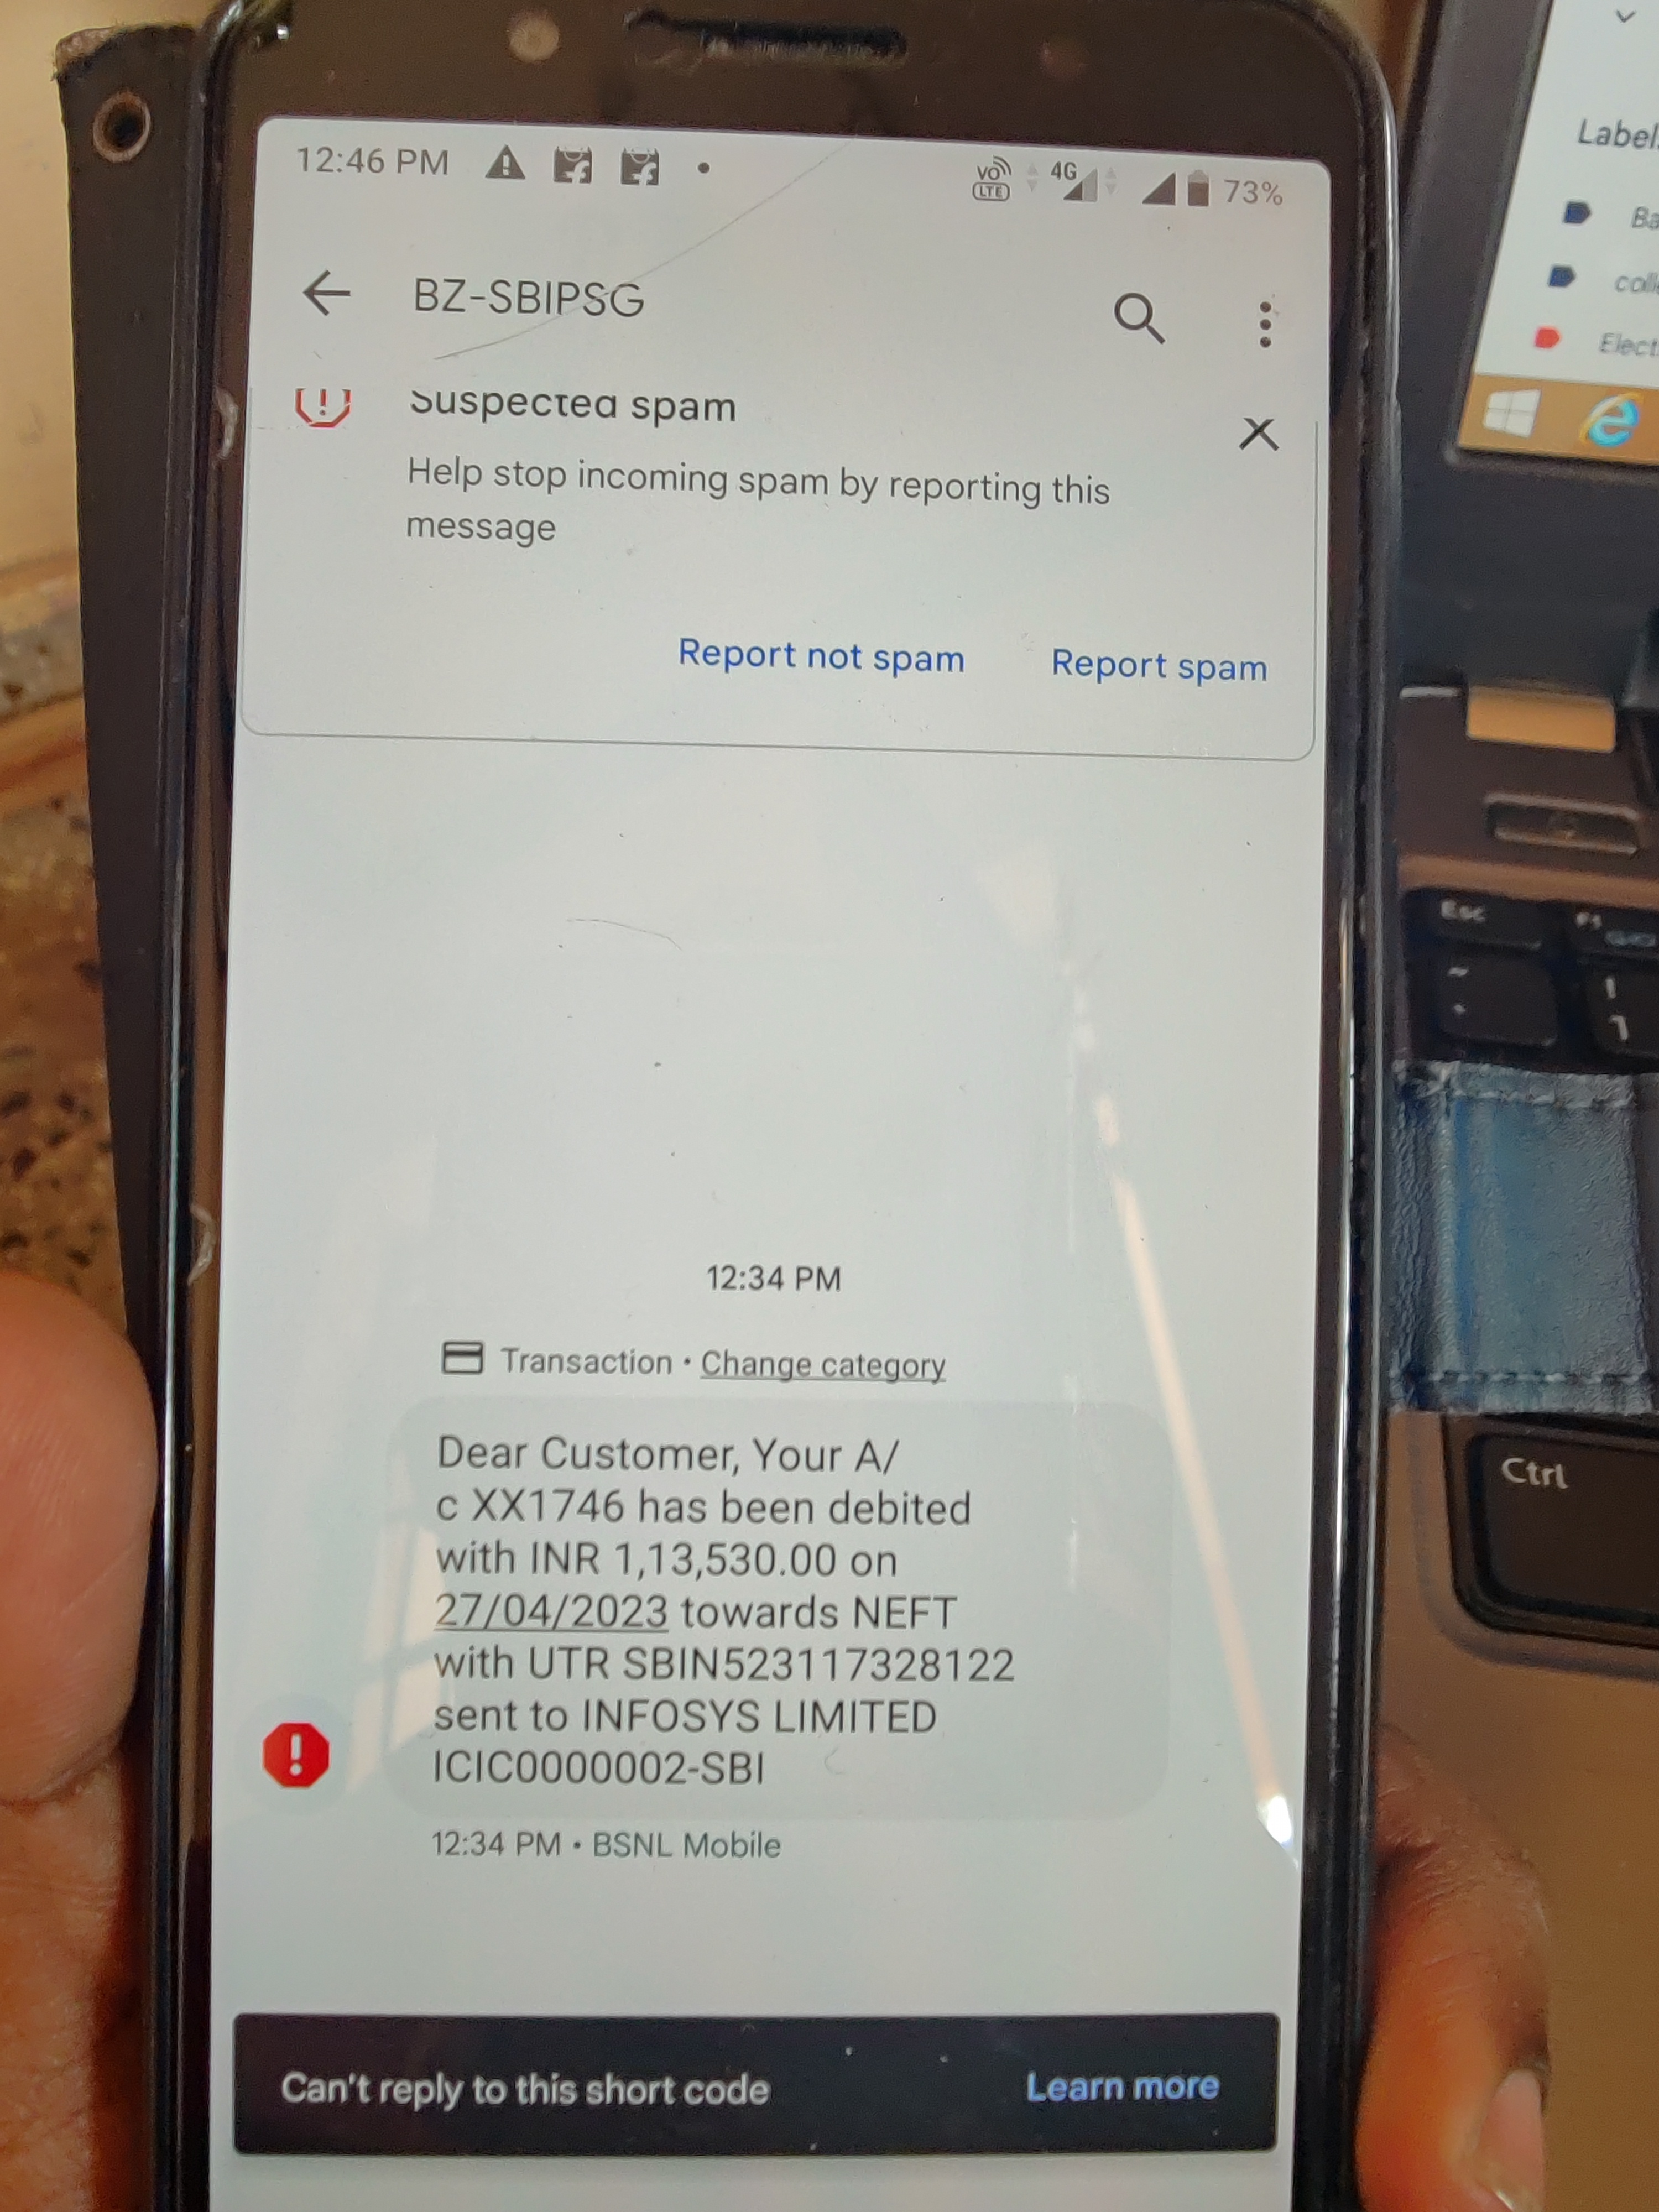 12:46 PM
VO LTE 4G 73%
BZ-SBIPSG
Suspected spam
Help stop incoming spam by reporting this
message
Report not spam Report spam
12:34 PM
Transaction • Change category
Dear Customer, Your A/
c XX1746 has been debited
with INR 1,13,530.00 on
27/04/2023 towards NEFT
with UTR SBIN523117328122
sent to INFOSYS LIMITED
ICIC0000002-SBI
12:34 PM • BSNL Mobile
Can't reply to this short code Learn more
Label
Ba
coll
Elect
Esc
F1
Ctrl